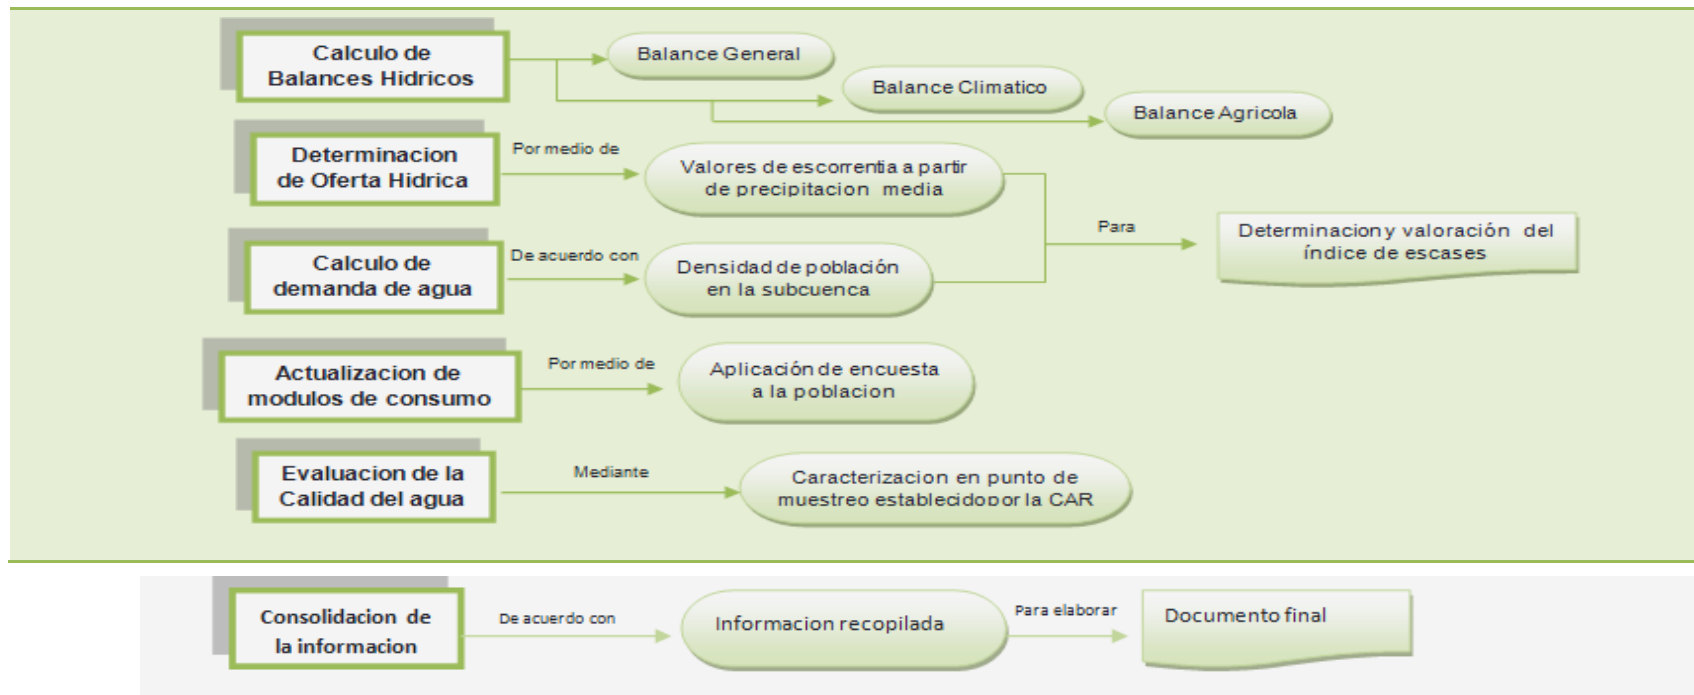 Calculo de
Balances Hidricos
Balance General
Balance Climatico
Balance Agricola
Determinacion
de Oferta Hidrica
Por medio de
Valores de escorrentia a partir
de precipitacion media
Calculo de
demanda de agua
De acuerdo con
Densidad de población
en la subcuenca
Para
Determinacion y valoración del
índice de escases
Actualizacion de
modulos de consumo
Por medio de
Aplicación de encuesta
a la poblacion
Evaluacion de la
Calidad del agua
Mediante
Caracterizacion en punto de
muestreo establecido por la CAR
Consolidacion de
la informacion
De acuerdo con
Informacion recopilada
Para elaborar
Documento final